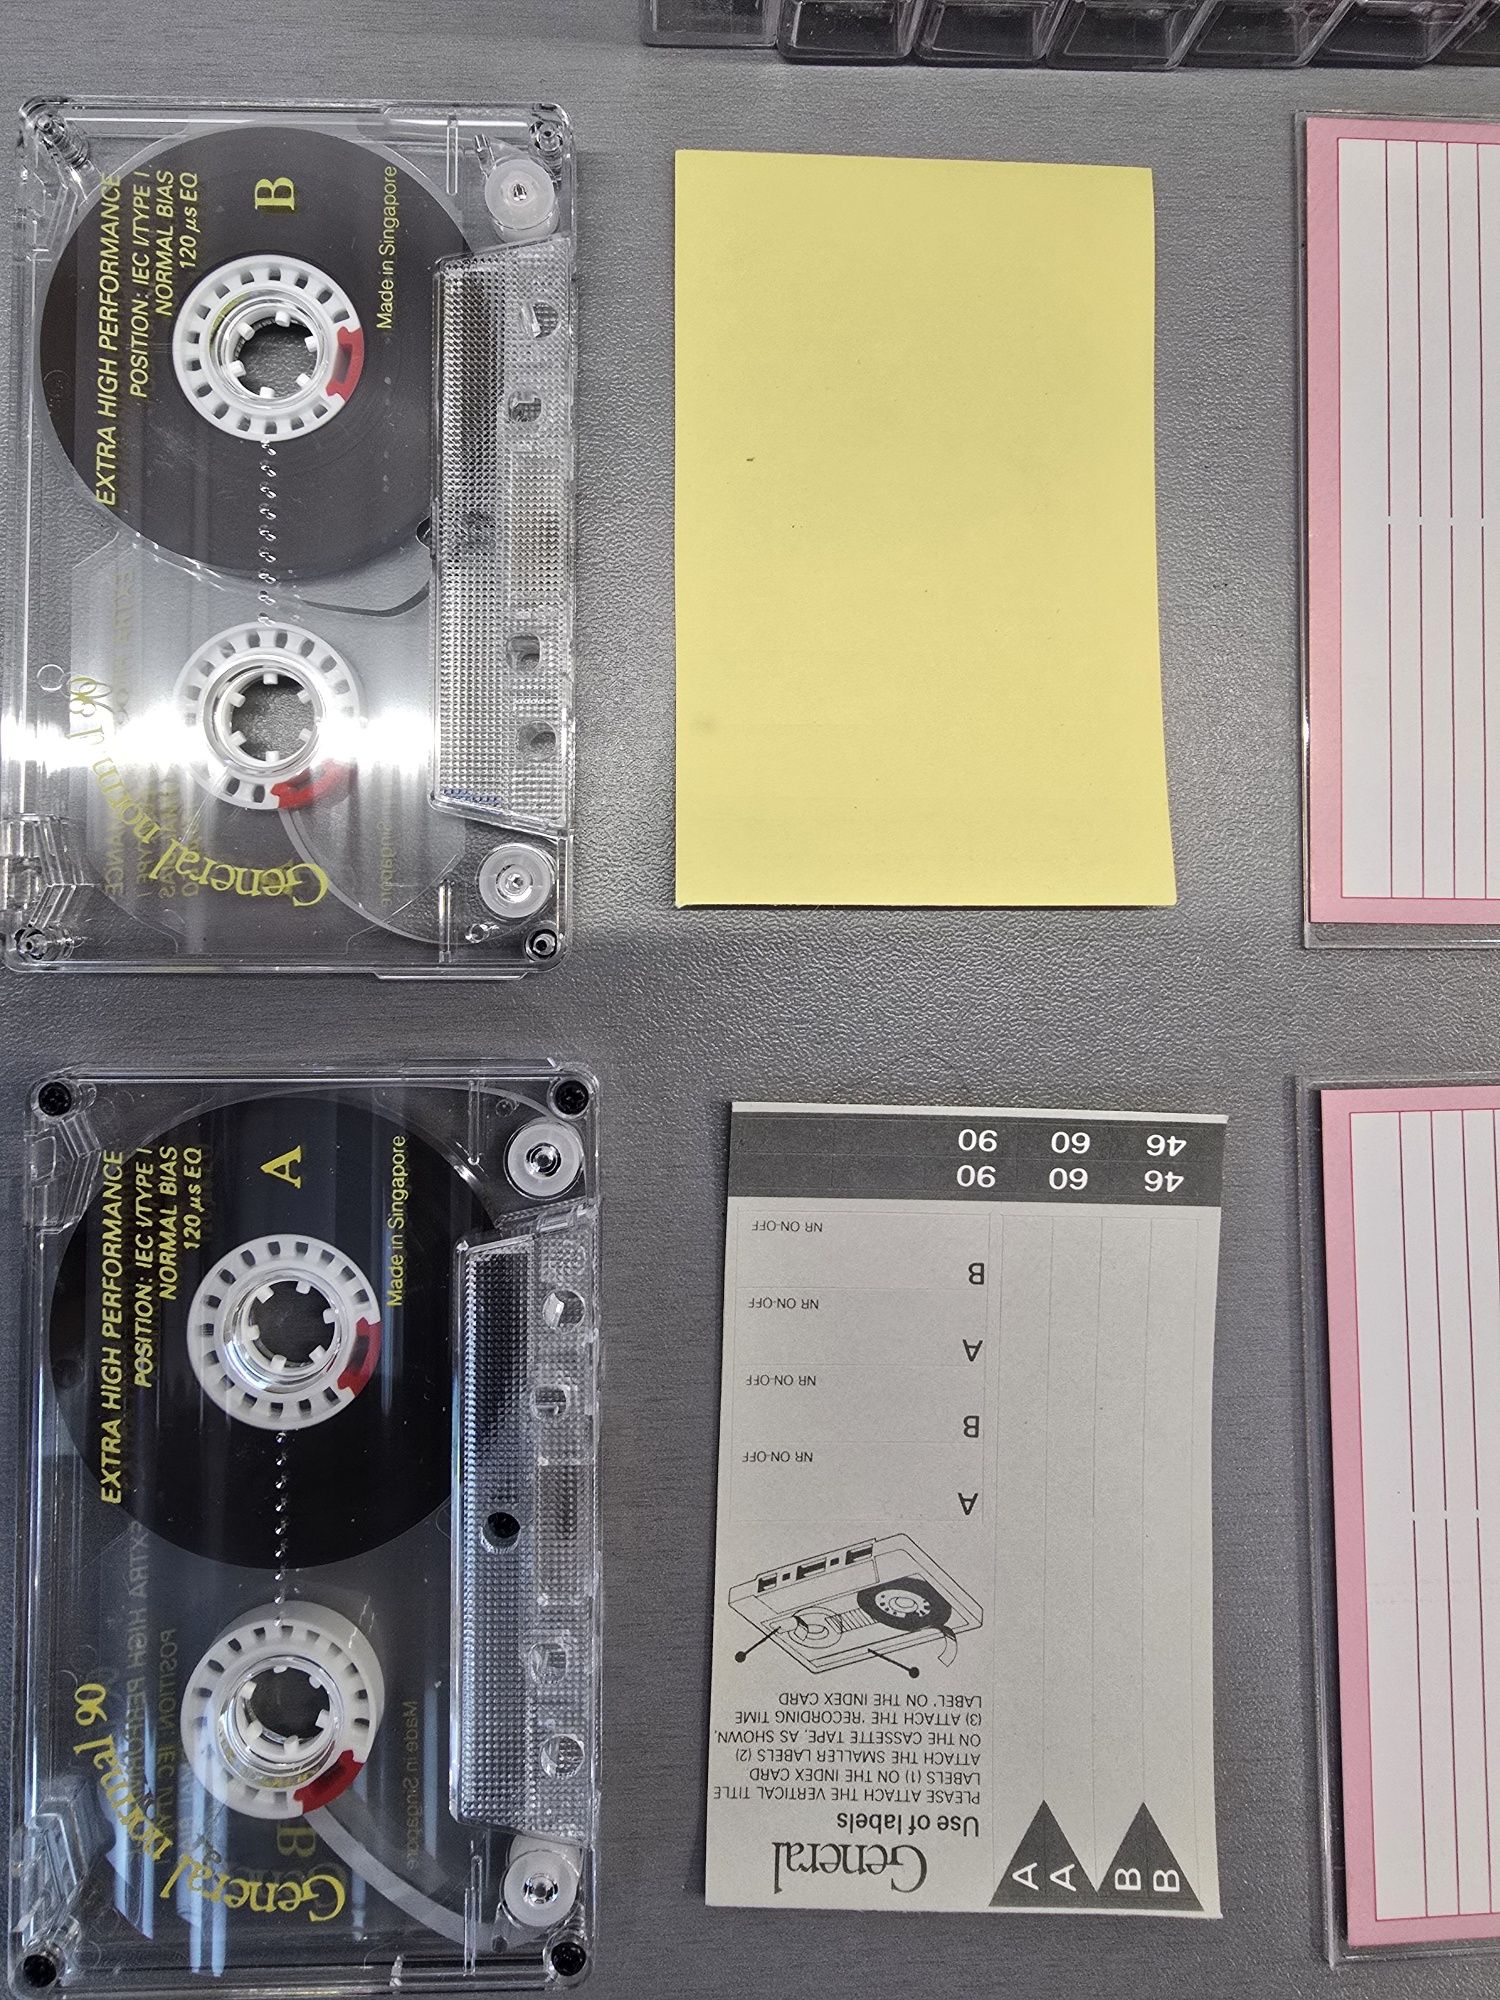 EXTRA HIGH PERFORMANCE
POSITION: IEC I/TYPE I
NORMAL BIAS
120 µs EQ
B
Made in Singapore
General normal 90
EXTRA HIGH PERFORMANCE
POSITION: IEC I/TYPE I
NORMAL BIAS
120 µs EQ
A
Made in Singapore
General normal 90
General
Use of labels
PLEASE ATTACH THE VERTICAL TITLE
LABELS (1) ON THE INDEX CARD
ATTACH THE SMALLER LABELS (2)
ON THE CASSETTE TAPE, AS SHOWN,
(3) ATTACH THE 'RECORDING TIME
LABEL' ON THE INDEX CARD
A
NR ON-OFF
B
NR ON-OFF
A
NR ON-OFF
B
NR ON-OFF
A
A
B
B
46 60 90
46 60 90